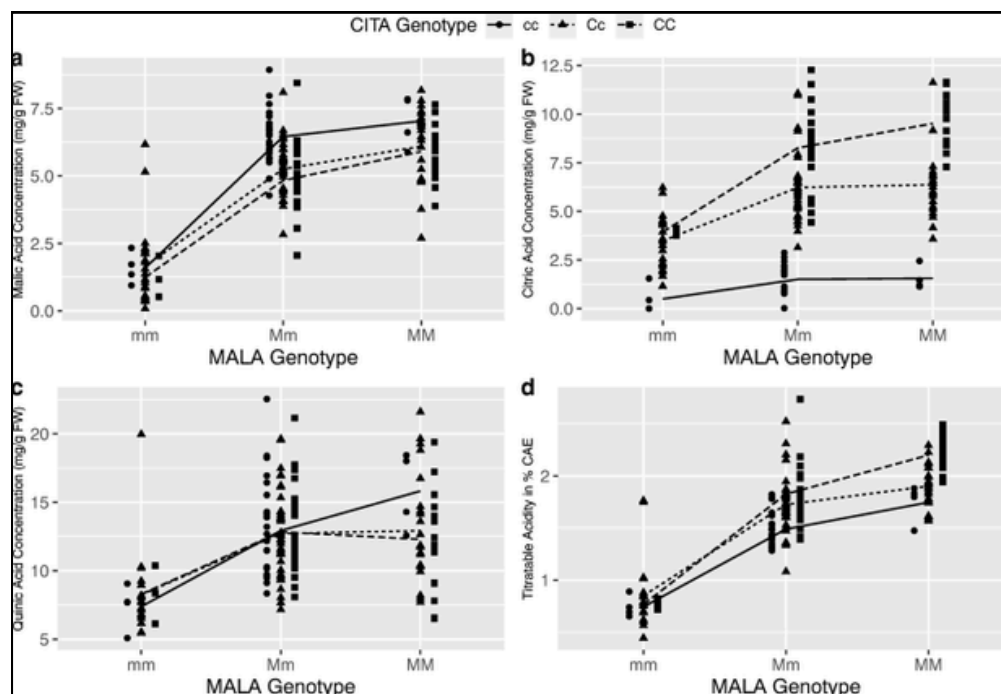 CITA Genotype cc Cc CC
a
Malic Acid Concentration (mg/g FW)
7.5
5.0
2.5
0.0
mm Mm MM
MALA Genotype
b
Citric Acid Concentration (mg/g FW)
12.5
10.0
7.5
5.0
2.5
0.0
mm Mm MM
MALA Genotype
c
Quinic Acid Concentration (mg/g FW)
20
15
10
5
mm Mm MM
MALA Genotype
d
Titratable Acidity in % CAE
2
1
mm Mm MM
MALA Genotype